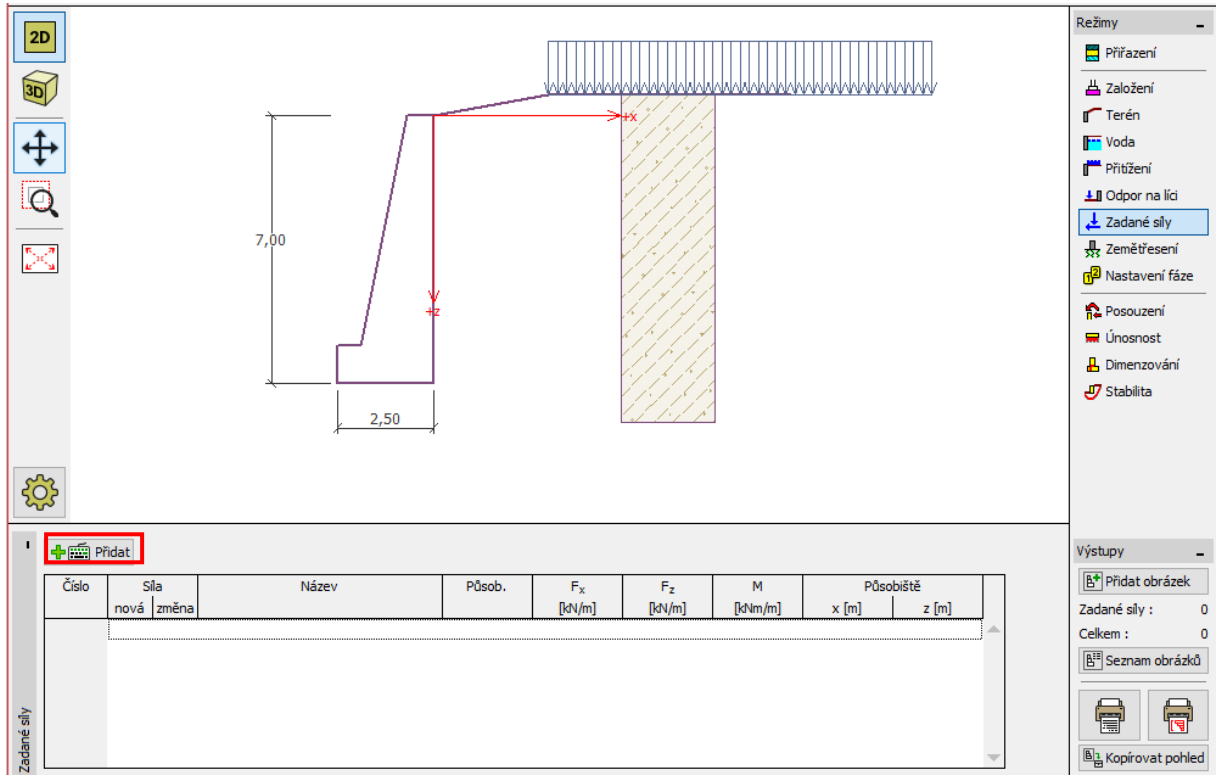 2D
3D
+x
+z
7,00
2,50
Režimy
Přiřazení
Založení
Terén
Voda
Přitížení
Odpor na líci
Zadané síly
Zemětřesení
Nastavení fáze
Posouzení
Únosnost
Dimenzování
Stabilita
Zadané síly
Přidat
Číslo Síla Název Působ. Fx Fz M Působiště
nová změna [kN/m] [kN/m] [kNm/m] x [m] z [m]
Výstupy
Přidat obrázek
Zadané síly : 0
Celkem : 0
Seznam obrázků
Kopírovat pohled